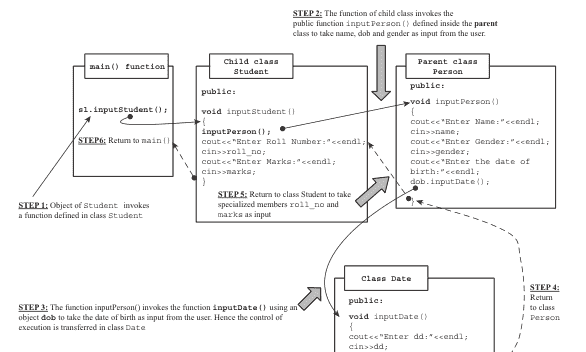 STEP 2: The function of child class invokes the
public function inputPerson() defined inside the parent
class to take name, dob and gender as input from the user.
main() function
s1.inputStudent();
STEP6: Return to main()
Child class
Student
public:
void inputStudent()
{
inputPerson();
cout<<"Enter Roll Number:"<<endl;
cin>>roll_no;
cout<<"Enter Marks:"<<endl;
cin>>marks;
}
Parent class
Person
public:
void inputPerson()
{
cout<<"Enter Name:"<<endl;
cin>>name;
cout<<"Enter Gender:"<<endl;
cin>>gender;
cout<<"Enter the date of
birth:"<<endl;
dob.inputDate();
}
STEP 5: Return to class Student to take
specialized members roll_no and
marks as input
STEP 1: Object of Student invokes
a function defined in class Student
STEP 3: The function inputPerson() invokes the function inputDate() using an
object dob to take the date of birth as input from the user. Hence the control of
execution is transferred in class Date
Class Date
public:
void inputDate()
{
cout<<"Enter dd:"<<endl;
cin>>dd;
STEP 4:
Return
to class
Person